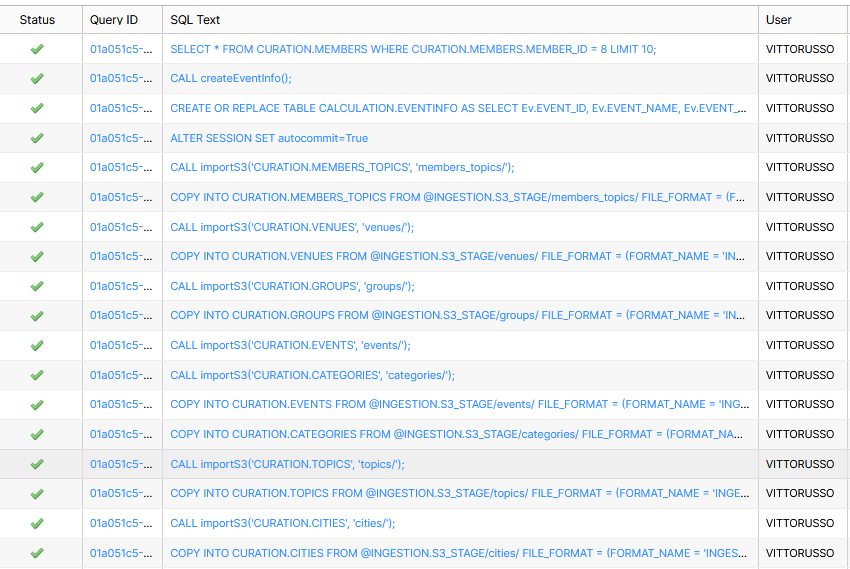 Status Query ID SQL Text User
01a051c5-... SELECT * FROM CURATION.MEMBERS WHERE CURATION.MEMBERS.MEMBER_ID = 8 LIMIT 10; VITTORUSSO
01a051c5-... CALL createEventInfo(); VITTORUSSO
01a051c5-... CREATE OR REPLACE TABLE CALCULATION.EVENTINFO AS SELECT Ev.EVENT_ID, Ev.EVENT_NAME, Ev.EVENT_... VITTORUSSO
01a051c5-... ALTER SESSION SET autocommit=True VITTORUSSO
01a051c5-... CALL importS3('CURATION.MEMBERS_TOPICS', 'members_topics/'); VITTORUSSO
01a051c5-... COPY INTO CURATION.MEMBERS_TOPICS FROM @INGESTION.S3_STAGE/members_topics/ FILE_FORMAT = (F... VITTORUSSO
01a051c5-... CALL importS3('CURATION.VENUES', 'venues/'); VITTORUSSO
01a051c5-... COPY INTO CURATION.VENUES FROM @INGESTION.S3_STAGE/venues/ FILE_FORMAT = (FORMAT_NAME = 'IN... VITTORUSSO
01a051c5-... CALL importS3('CURATION.GROUPS', 'groups/'); VITTORUSSO
01a051c5-... COPY INTO CURATION.GROUPS FROM @INGESTION.S3_STAGE/groups/ FILE_FORMAT = (FORMAT_NAME = 'IN... VITTORUSSO
01a051c5-... CALL importS3('CURATION.EVENTS', 'events/'); VITTORUSSO
01a051c5-... CALL importS3('CURATION.CATEGORIES', 'categories/'); VITTORUSSO
01a051c5-... COPY INTO CURATION.EVENTS FROM @INGESTION.S3_STAGE/events/ FILE_FORMAT = (FORMAT_NAME = 'ING... VITTORUSSO
01a051c5-... COPY INTO CURATION.CATEGORIES FROM @INGESTION.S3_STAGE/categories/ FILE_FORMAT = (FORMAT_NA... VITTORUSSO
01a051c5-... CALL importS3('CURATION.TOPICS', 'topics/'); VITTORUSSO
01a051c5-... COPY INTO CURATION.TOPICS FROM @INGESTION.S3_STAGE/topics/ FILE_FORMAT = (FORMAT_NAME = 'INGE... VITTORUSSO
01a051c5-... CALL importS3('CURATION.CITIES', 'cities/'); VITTORUSSO
01a051c5-... COPY INTO CURATION.CITIES FROM @INGESTION.S3_STAGE/cities/ FILE_FORMAT = (FORMAT_NAME = 'INGES... VITTORUSSO